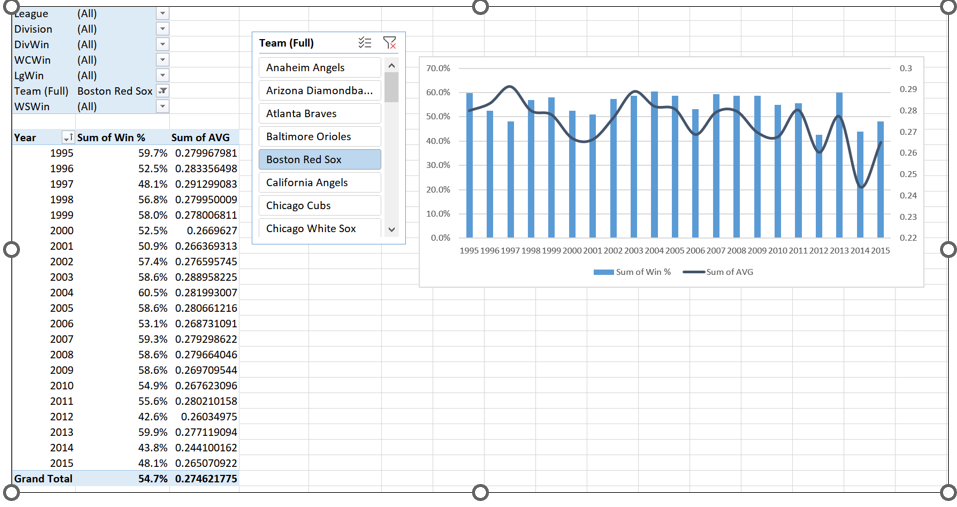 League (All)
Division (All)
DivWin (All)
WCWin (All)
LgWin (All)
Team (Full) Boston Red Sox
WSWin (All)
Year Sum of Win % Sum of AVG
1995 59.7% 0.279967981
1996 52.5% 0.283356498
1997 48.1% 0.291299083
1998 56.8% 0.279950009
1999 58.0% 0.278006811
2000 52.5% 0.2669627
2001 50.9% 0.266369313
2002 57.4% 0.276595745
2003 58.6% 0.288958225
2004 60.5% 0.281993007
2005 58.6% 0.280661216
2006 53.1% 0.268731091
2007 59.3% 0.279298622
2008 58.6% 0.279664046
2009 58.6% 0.269709544
2010 54.9% 0.267623096
2011 55.6% 0.280210158
2012 42.6% 0.26034975
2013 59.9% 0.277119094
2014 43.8% 0.244100162
2015 48.1% 0.265070922
Grand Total 54.7% 0.274621775
Team (Full)
Anaheim Angels
Arizona Diamondba...
Atlanta Braves
Baltimore Orioles
Boston Red Sox
California Angels
Chicago Cubs
Chicago White Sox
70.0% 0.3
60.0% 0.29
50.0% 0.28
40.0% 0.27
30.0% 0.26
20.0% 0.25
10.0% 0.24
0.0% 0.23
0.22
1995 1996 1997 1998 1999 2000 2001 2002 2003 2004 2005 2006 2007 2008 2009 2010 2011 2012 2013 2014 2015
Sum of Win % Sum of AVG